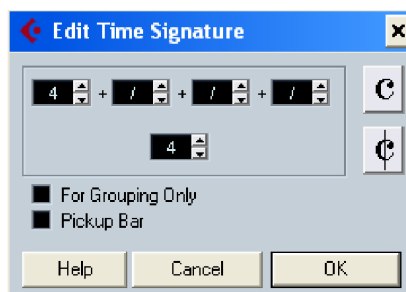 Edit Time Signature
4 + / + / + /
4
For Grouping Only
Pickup Bar
Help Cancel OK